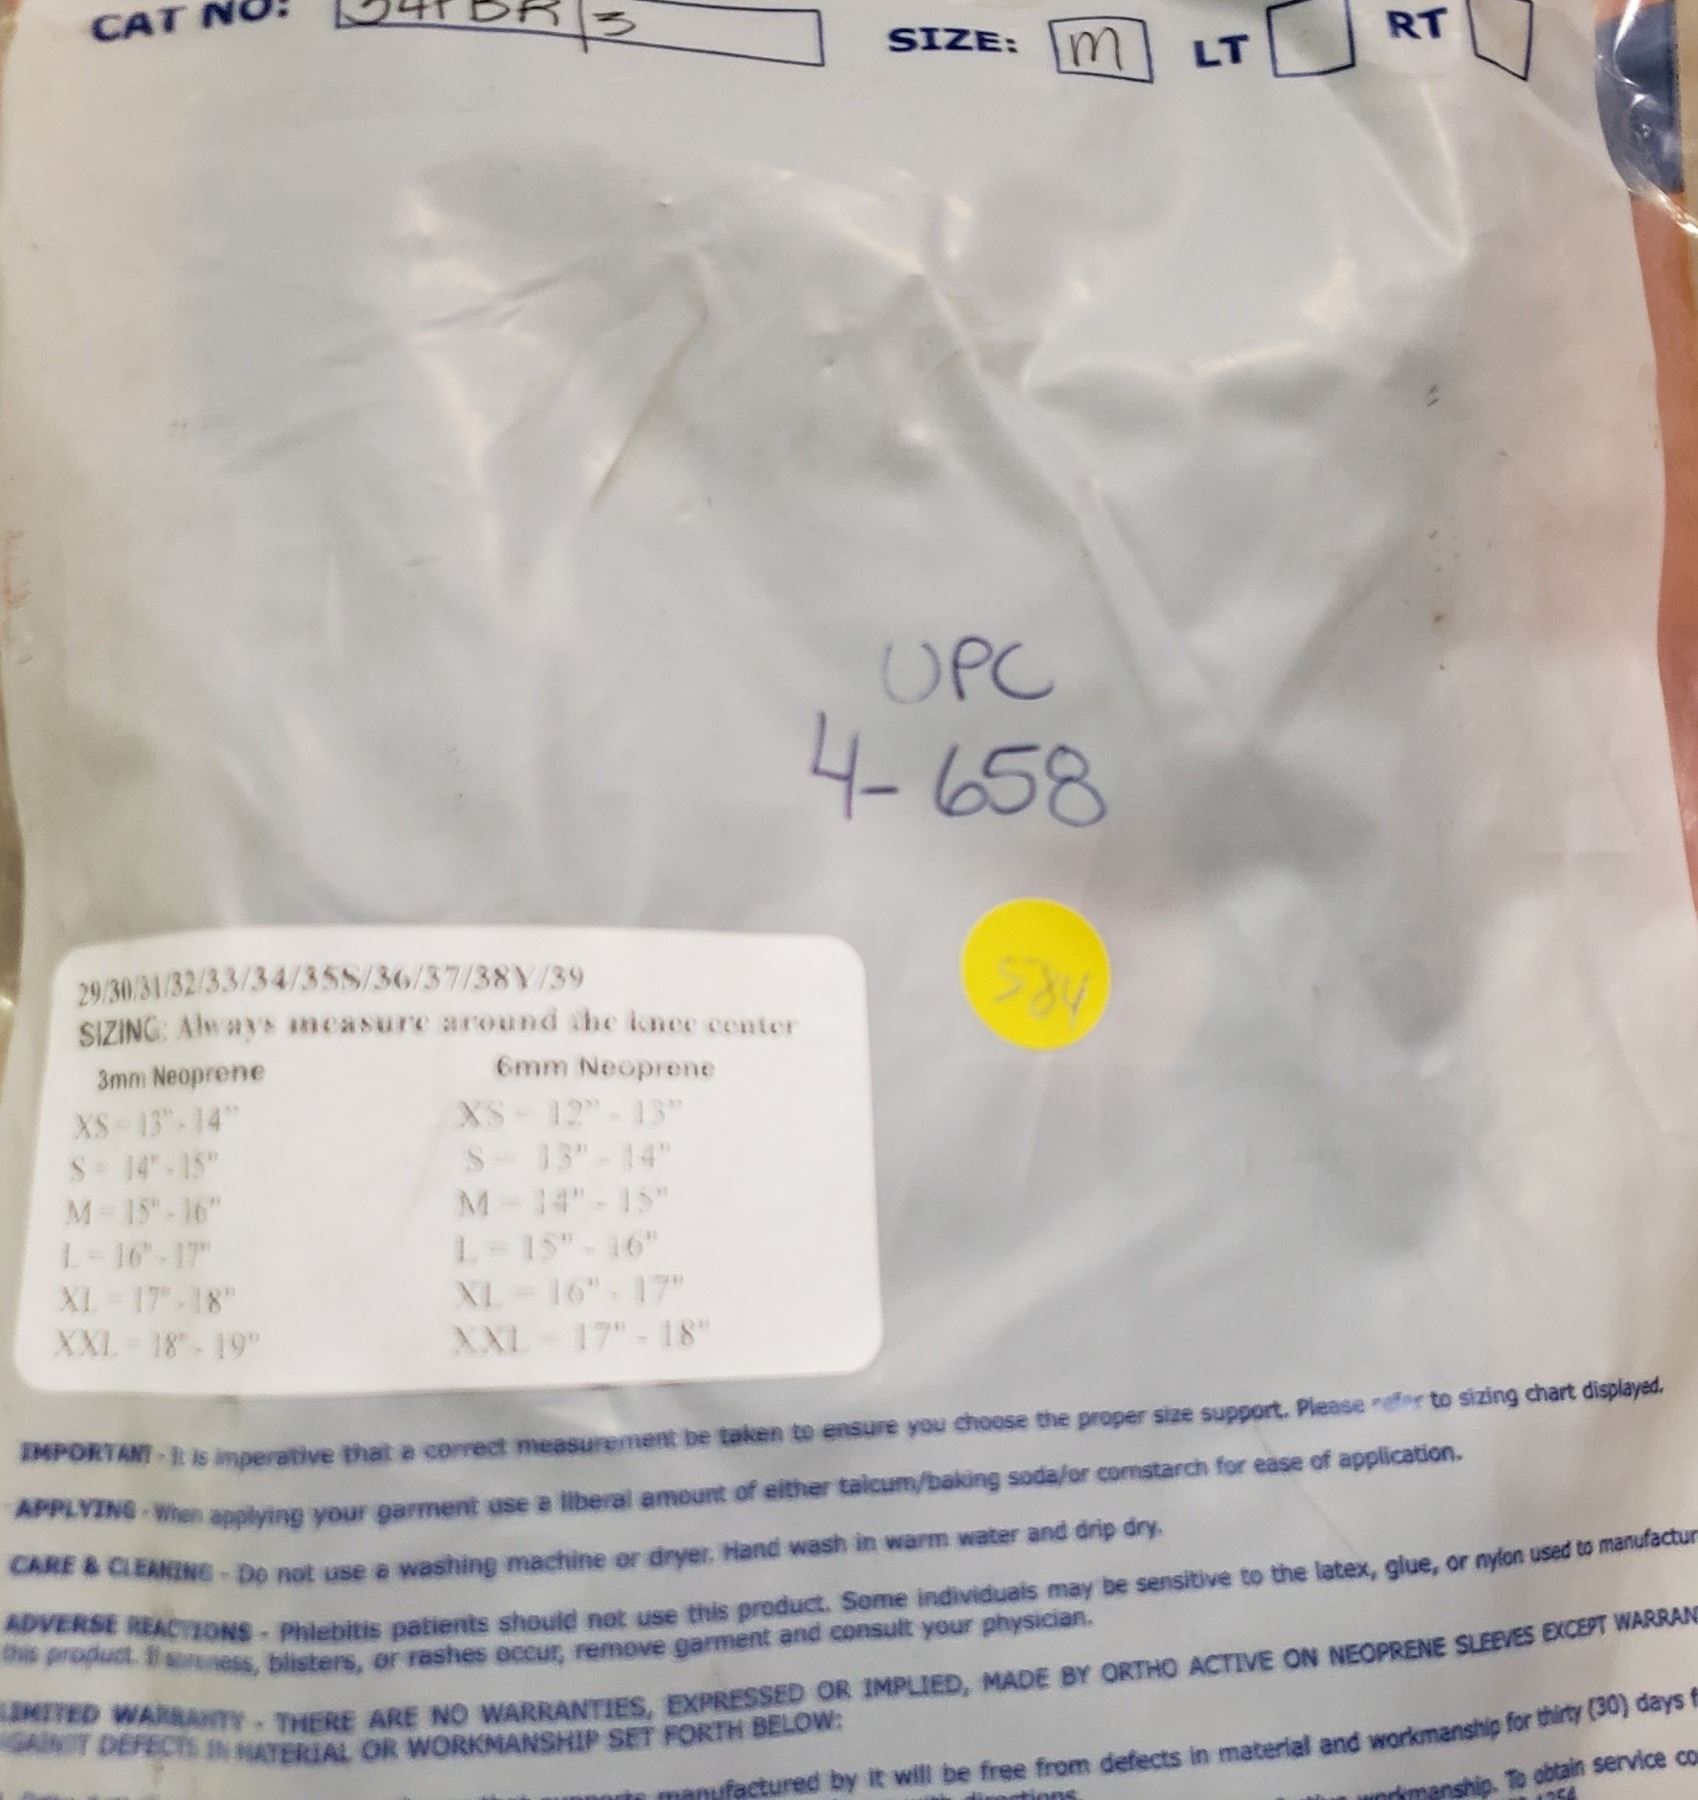 CAT NO: 34PBR/3 SIZE: M LT RT
UPC
4-658
584
29/30/31/32/33/34/35S/36/37/38Y/39
SIZING: Always measure around the knee center
3mm Neoprene 6mm Neoprene
XS = 13" - 14" XS = 12" - 13"
S = 14" - 15" S = 13" - 14"
M = 15" - 16" M = 14" - 15"
L = 16" - 17" L = 15" - 16"
XL = 17" - 18" XL = 16" - 17"
XXL = 18" - 19" XXL = 17" - 18"
IMPORTANT - It is imperative that a correct measurement be taken to ensure you choose the proper size support. Please refer to sizing chart displayed.
APPLYING - When applying your garment use a liberal amount of either talcum/baking soda/or cornstarch for ease of application.
CARE & CLEANING - Do not use a washing machine or dryer. Hand wash in warm water and drip dry.
ADVERSE REACTIONS - Phlebitis patients should not use this product. Some individuals may be sensitive to the latex, glue, or nylon used to manufactur
this product. If soreness, blisters, or rashes occur, remove garment and consult your physician.
LIMITED WARRANTY - THERE ARE NO WARRANTIES, EXPRESSED OR IMPLIED, MADE BY ORTHO ACTIVE ON NEOPRENE SLEEVES EXCEPT WARRAN
AGAINST DEFECTS IN MATERIAL OR WORKMANSHIP SET FORTH BELOW:
manufactured by it will be free from defects in material and workmanship for thirty (30) days f
workmanship. To obtain service co